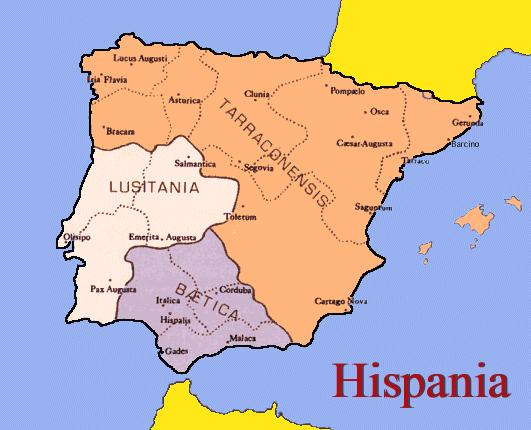 Lucus Augusti
Iria Flavia
Asturica
Clunia
Pompælo
Osca
Gerunda
Bracara
TARRACONENSIS
Cæsar-Augusta
Barcino
Tarraco
Salmantica
Segovia
LUSITANIA
Toletum
Saguntum
Olisipo
Emerita Augusta
Pax Augusta
BÆTICA
Corduba
Italica
Hispalis
Cartago Nova
Malaca
Gades
Hispania